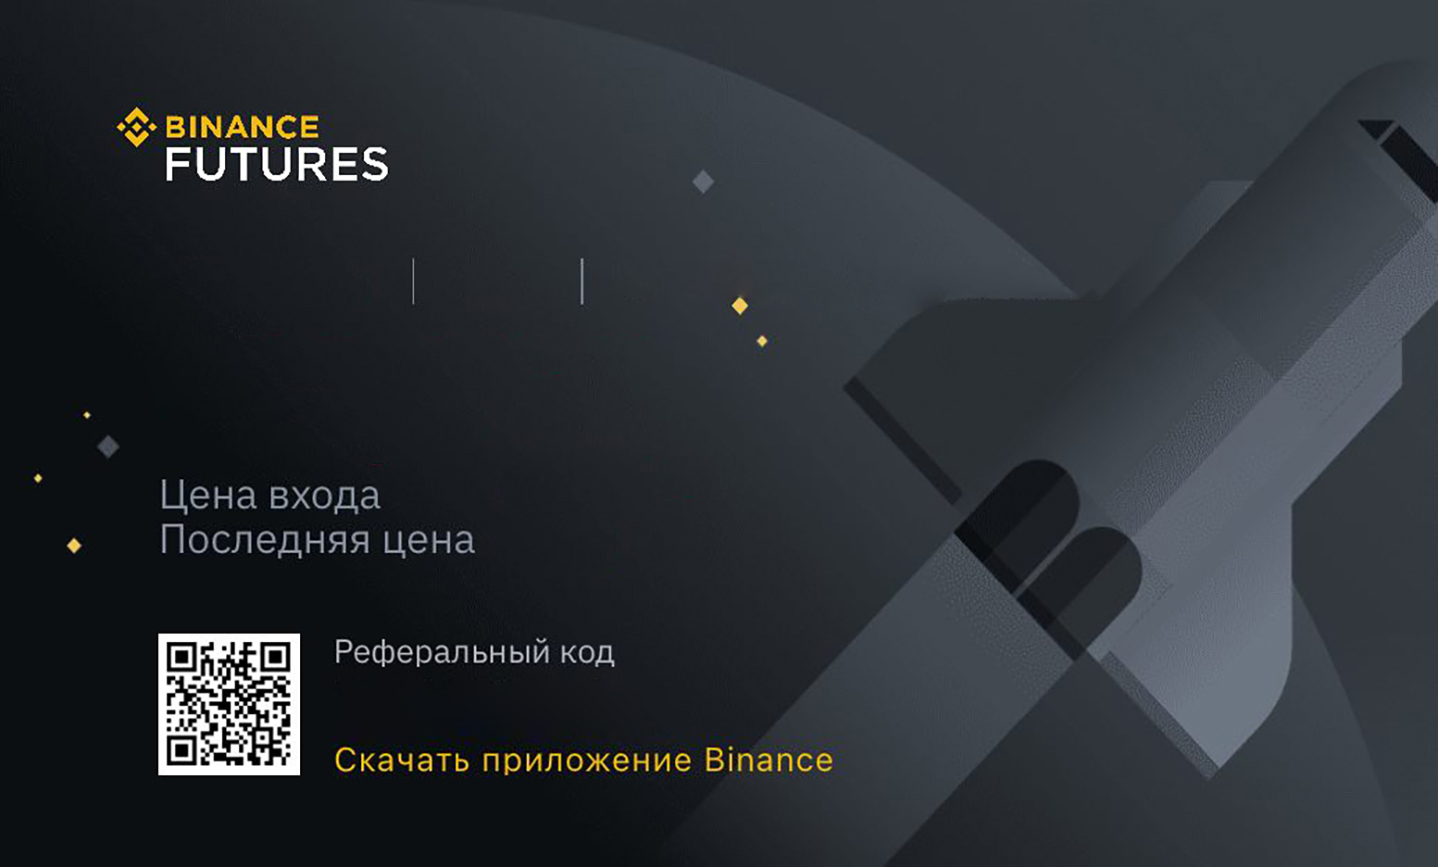 BINANCE
FUTURES
Цена входа
Последняя цена
Реферальный код
Скачать приложение Binance